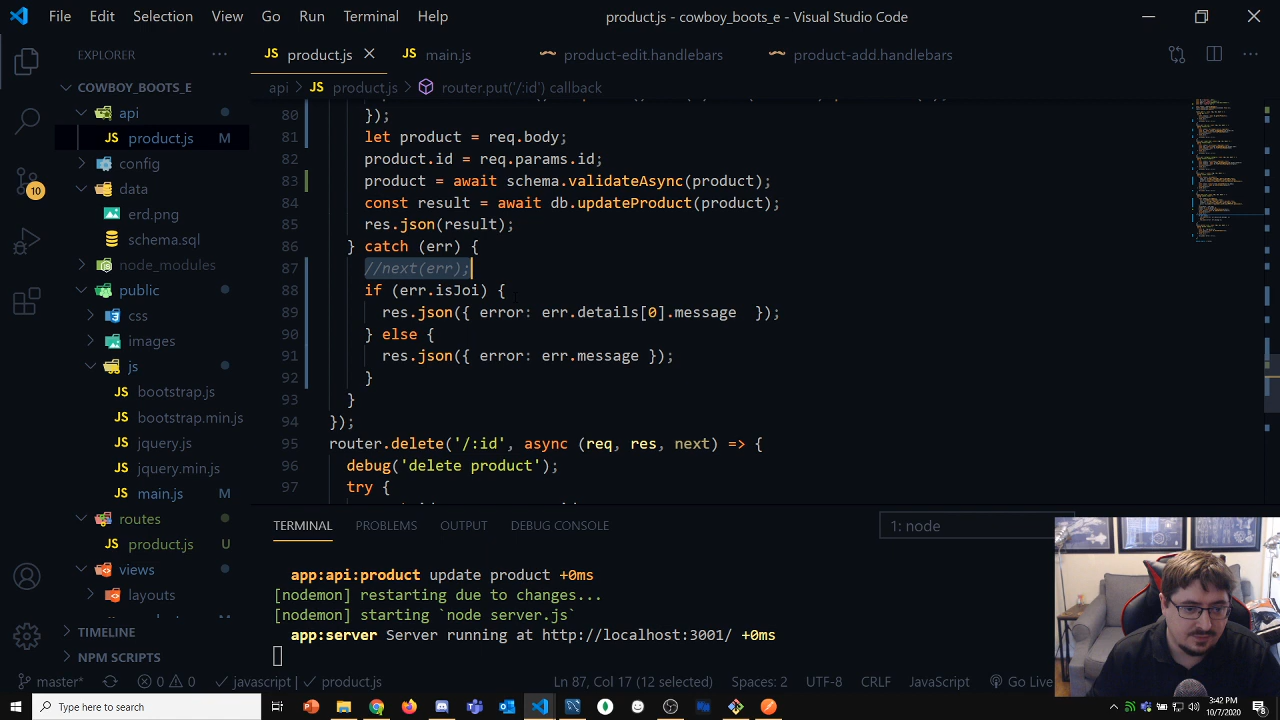 File Edit Selection View Go Run Terminal Help product.js - cowboy_boots_e - Visual Studio Code
EXPLORER ··· JS product.js JS main.js product-edit.handlebars product-add.handlebars ···
COWBOY_BOOTS_E api > JS product.js > router.put('/:id') callback
api
JS product.js M
config
data
erd.png
schema.sql
node_modules
public
css
images
js
JS bootstrap.js
JS bootstrap.min.js
JS jquery.js
JS jquery.min.js
JS main.js M
routes
JS product.js U
views
layouts
TIMELINE
NPM SCRIPTS
10
80 });
81 let product = req.body;
82 product.id = req.params.id;
83 product = await schema.validateAsync(product);
84 const result = await db.updateProduct(product);
85 res.json(result);
86 } catch (err) {
87 //next(err);
88 if (err.isJoi) {
89 res.json({ error: err.details[0].message });
90 } else {
91 res.json({ error: err.message });
92 }
93 }
94 });
95 router.delete('/:id', async (req, res, next) => {
96 debug('delete product');
97 try {
TERMINAL PROBLEMS OUTPUT DEBUG CONSOLE 1: node
app:api:product update product +0ms
[nodemon] restarting due to changes...
[nodemon] starting `node server.js`
app:server Server running at http://localhost:3001/ +0ms
master* 0 0 javascript | product.js Ln 87, Col 17 (12 selected) Spaces: 2 UTF-8 CRLF JavaScript Go Live
Type here to search
3:42 PM
10/7/2020